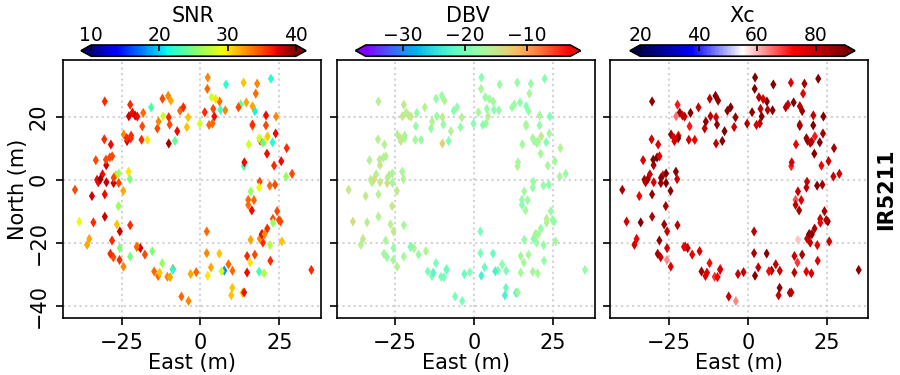 SNR DBV Xc
10 20 30 40 −30 −20 −10 20 40 60 80
North (m)
20
0
−20
−40
IR5211
−25 0 25 −25 0 25 −25 0 25
East (m) East (m) East (m)